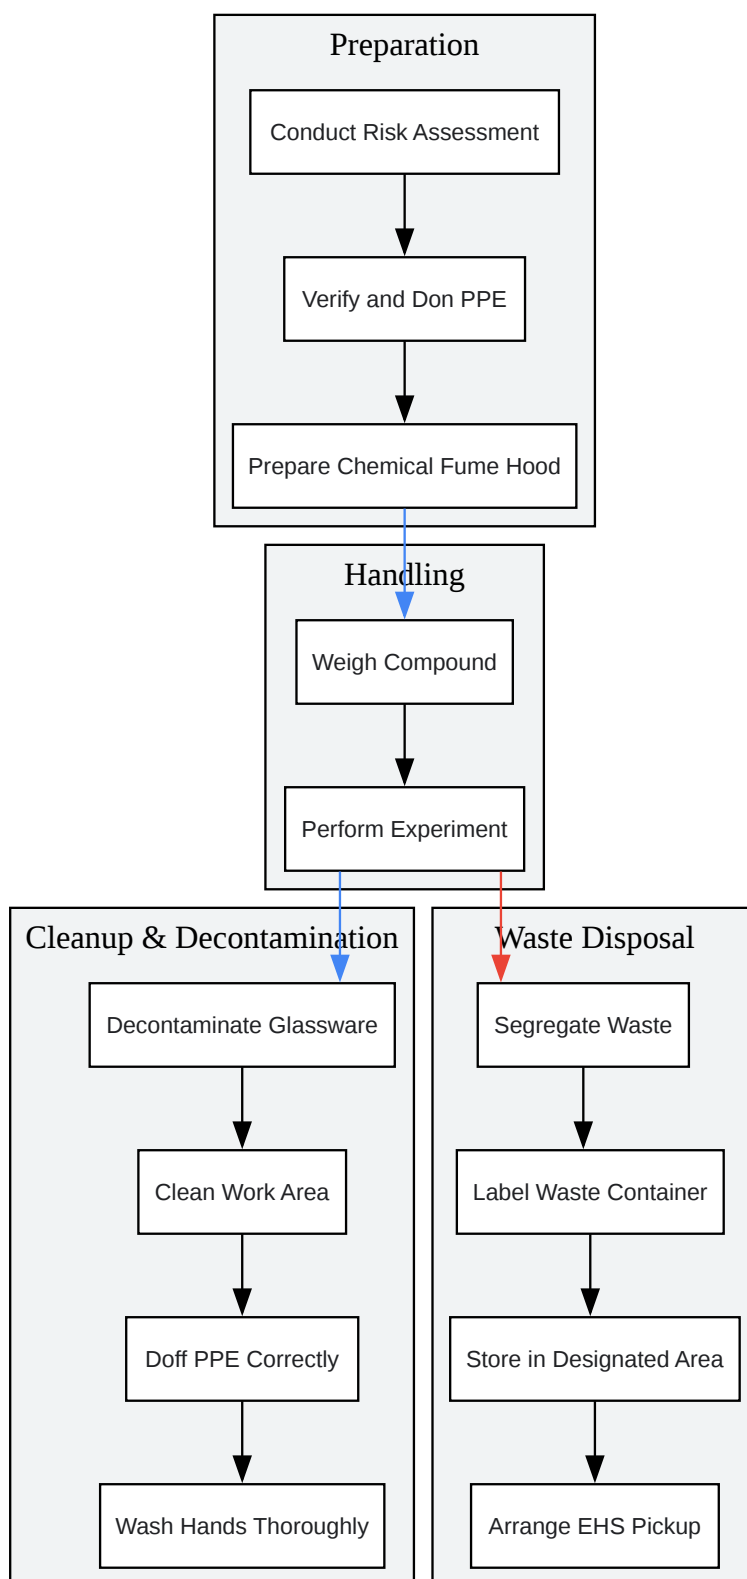 Preparation
Conduct Risk Assessment
Verify and Don PPE
Prepare Chemical Fume Hood
Handling
Weigh Compound
Perform Experiment
Cleanup & Decontamination
Decontaminate Glassware
Clean Work Area
Doff PPE Correctly
Wash Hands Thoroughly
Waste Disposal
Segregate Waste
Label Waste Container
Store in Designated Area
Arrange EHS Pickup